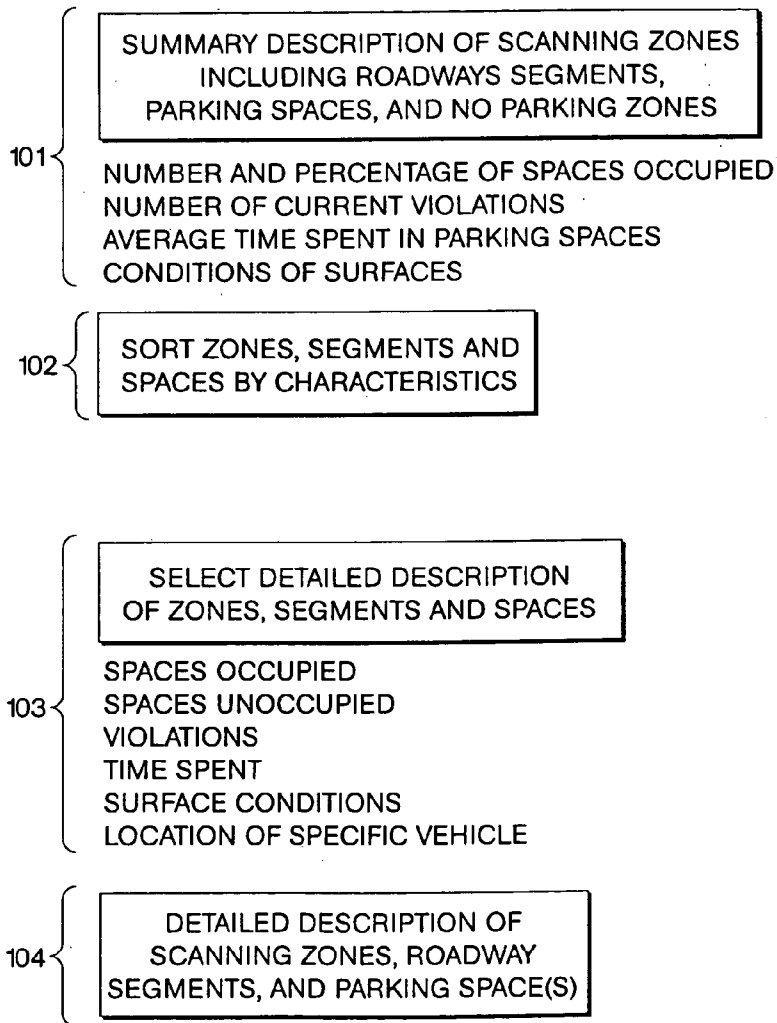 SUMMARY DESCRIPTION OF SCANNING ZONES
INCLUDING ROADWAYS SEGMENTS,
PARKING SPACES, AND NO PARKING ZONES
101
NUMBER AND PERCENTAGE OF SPACES OCCUPIED
NUMBER OF CURRENT VIOLATIONS
AVERAGE TIME SPENT IN PARKING SPACES
CONDITIONS OF SURFACES
102
SORT ZONES, SEGMENTS AND
SPACES BY CHARACTERISTICS
SELECT DETAILED DESCRIPTION
OF ZONES, SEGMENTS AND SPACES
103
SPACES OCCUPIED
SPACES UNOCCUPIED
VIOLATIONS
TIME SPENT
SURFACE CONDITIONS
LOCATION OF SPECIFIC VEHICLE
104
DETAILED DESCRIPTION OF
SCANNING ZONES, ROADWAY
SEGMENTS, AND PARKING SPACE(S)